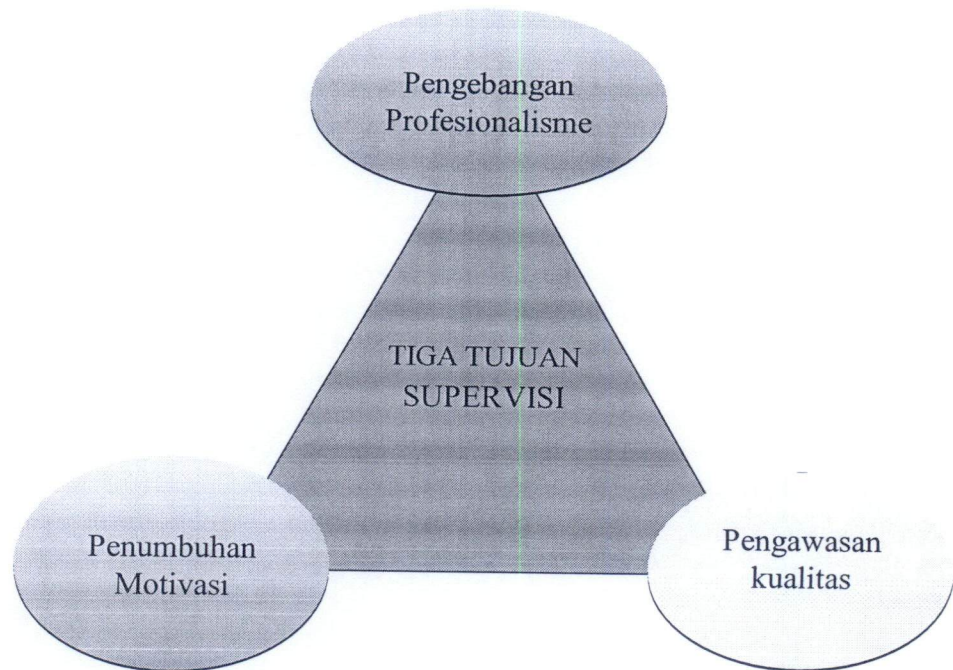 Pengebangan
Profesionalisme
TIGA TUJUAN
SUPERVISI
Penumbuhan
Motivasi
Pengawasan
kualitas